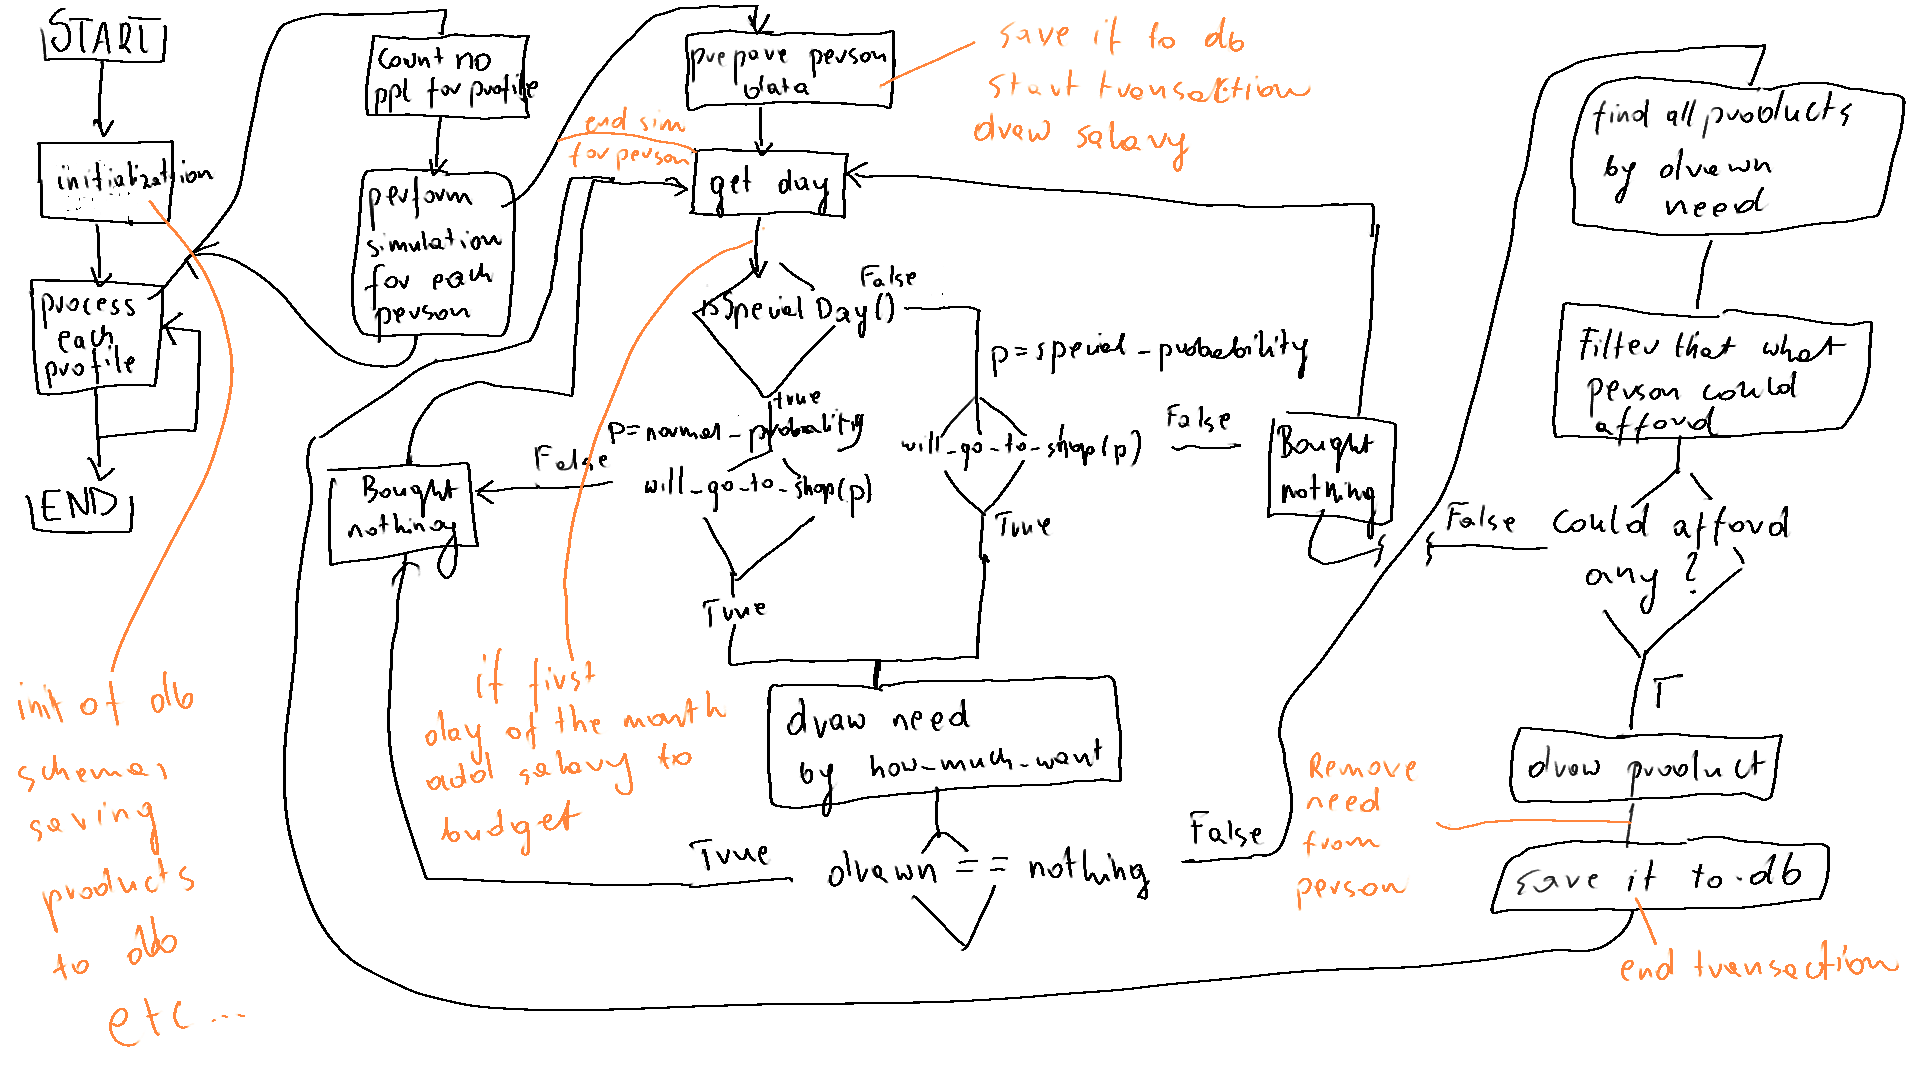 START
initialization
process
each
profile
END
count no
ppl for profile
perform
simulation
for each
person
prepare person
data
save it to db
start transaction
draw salary
end sim
for person
get day
isSpecialDay()
False
true
p=special_probability
p=normal_probability
will_go_to_shop(p)
False
True
will_go_to_shop(p)
False
True
Bought
nothing
Bought
nothing
if first
day of the month
add salary to
budget
draw need
by how_much_want
drawn == nothing
True
False
find all products
by drawn
need
Filter that what
person could
afford
could afford
any?
False
T
draw product
Remove
need
from
person
save it to db
end transaction
init of db
schema,
saving
products
to db
etc...